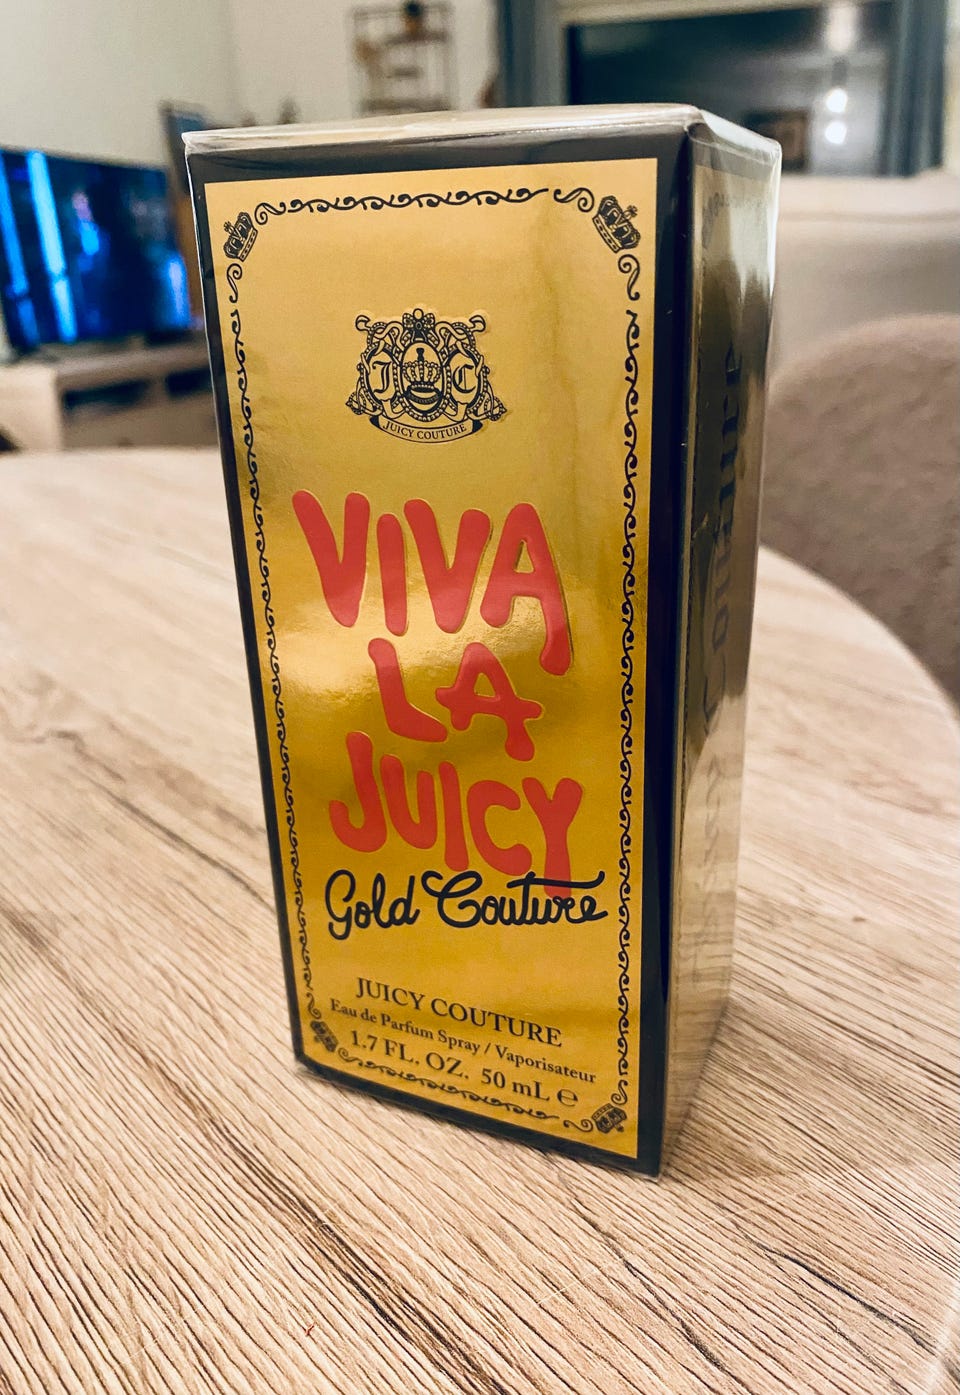 J C
JUICY COUTURE
VIVA
LA
JUICY
Gold Couture
JUICY COUTURE
Eau de Parfum Spray / Vaporisateur
1.7 FL. OZ. 50 mL ℮